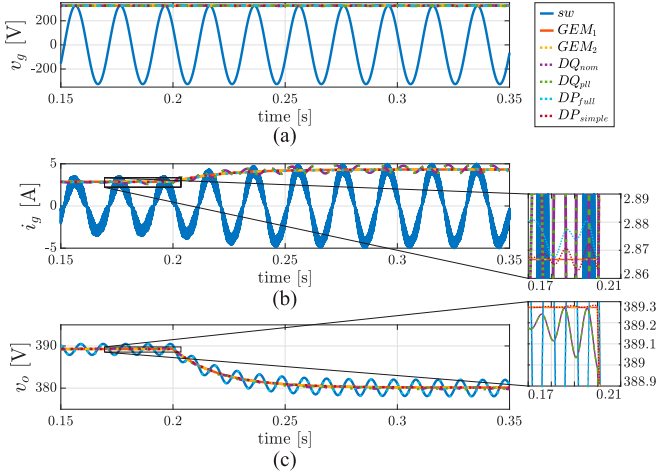 200
0
-200
v_g [V]
0.15 0.2 0.25 0.3 0.35
time [s]
(a)
sw
GEM_1
GEM_2
DQ_nom
DQ_pll
DP_full
DP_simple
5
0
-5
i_g [A]
0.15 0.2 0.25 0.3 0.35
time [s]
(b)
2.89
2.88
2.87
2.86
0.17 0.21
390
380
v_o [V]
0.15 0.2 0.25 0.3 0.35
time [s]
(c)
389.3
389.2
389.1
389
388.9
0.17 0.21